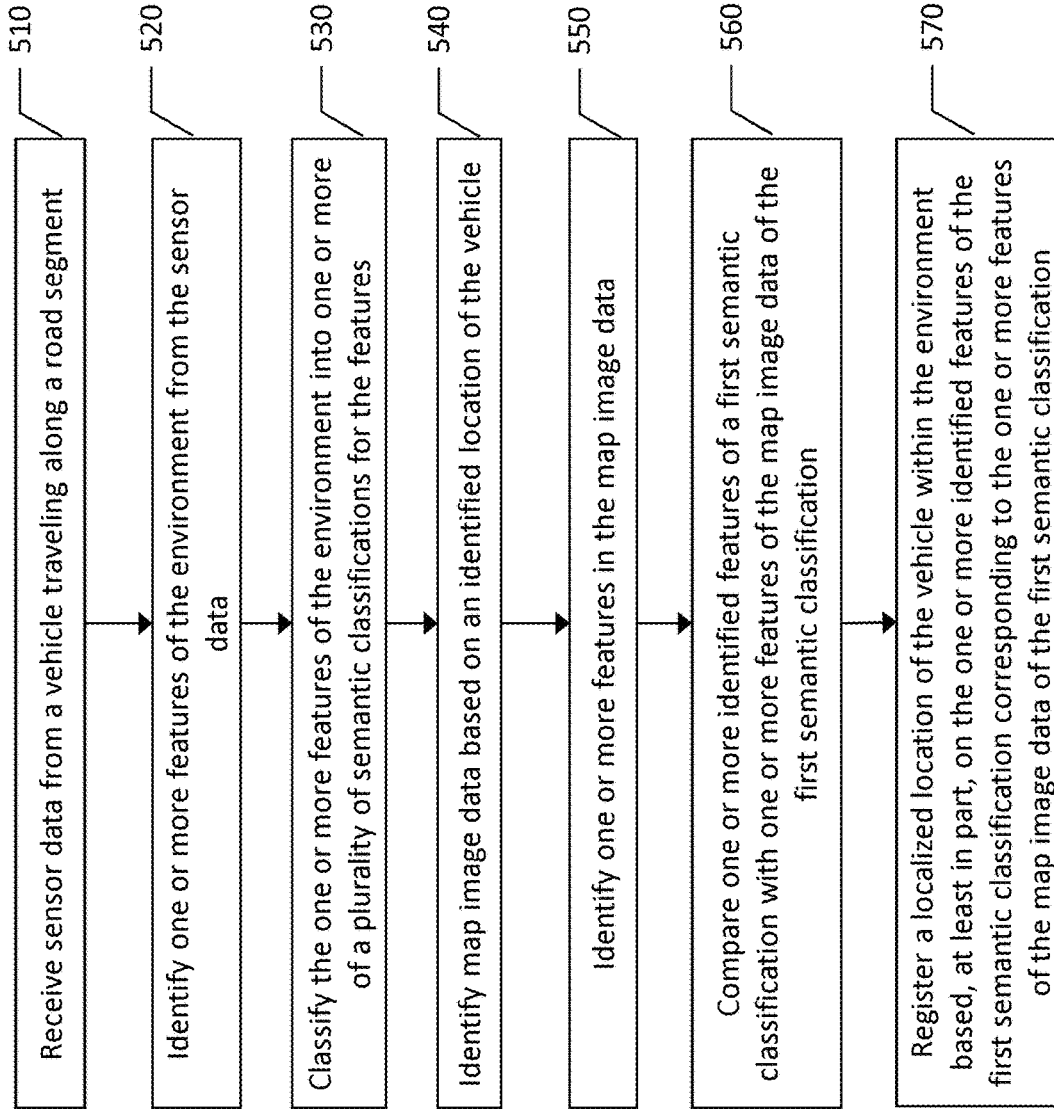 510
Receive sensor data from a vehicle traveling along a road segment
520
Identify one or more features of the environment from the sensor
data
530
Classify the one or more features of the environment into one or more
of a plurality of semantic classifications for the features
540
Identify map image data based on an identified location of the vehicle
550
Identify one or more features in the map image data
560
Compare one or more identified features of a first semantic
classification with one or more features of the map image data of the
first semantic classification
570
Register a localized location of the vehicle within the environment
based, at least in part, on the one or more identified features of the
first semantic classification corresponding to the one or more features
of the map image data of the first semantic classification